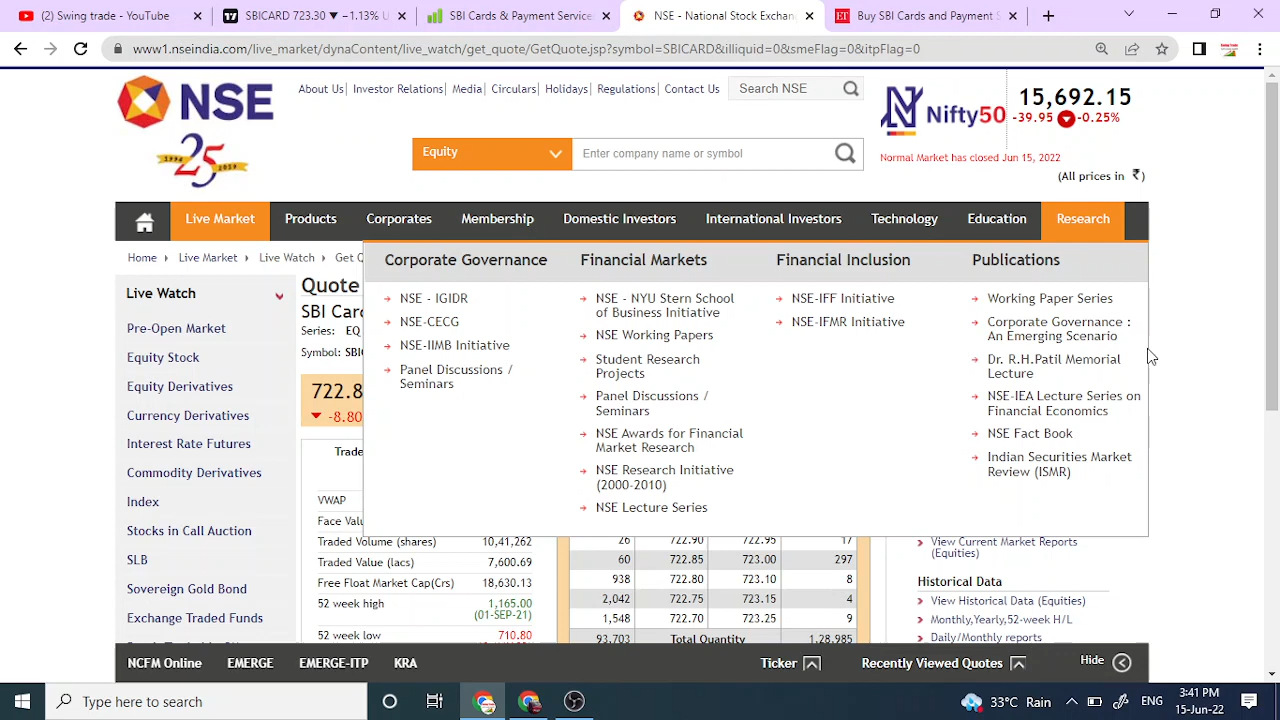 (2) Swing trade - YouTube
SBICARD 723.30 ▼ −1.13% U
SBI Cards & Payment Service
NSE - National Stock Exchan
Buy SBI Cards and Payment S
www1.nseindia.com/live_market/dynaContent/live_watch/get_quote/GetQuote.jsp?symbol=SBICARD&illiquid=0&smeFlag=0&itpFlag=0
NSE
25
About Us| Investor Relations| Media| Circulars| Holidays| Regulations| Contact Us
Search NSE
Equity
Enter company name or symbol
Nifty50
15,692.15
-39.95 -0.25%
Normal Market has closed Jun 15, 2022
(All prices in ₹)
Live Market Products Corporates Membership Domestic Investors International Investors Technology Education Research
Home Live Market Live Watch Get Q
Live Watch
Pre-Open Market
Equity Stock
Equity Derivatives
Currency Derivatives
Interest Rate Futures
Commodity Derivatives
Index
Stocks in Call Auction
SLB
Sovereign Gold Bond
Exchange Traded Funds
Quote
SBI Car
Series: EQ
Symbol: SBI
722.8
-8.80
Trade
Corporate Governance
NSE - IGIDR
NSE-CECG
NSE-IIMB Initiative
Panel Discussions /
Seminars
Financial Markets
NSE - NYU Stern School
of Business Initiative
NSE Working Papers
Student Research
Projects
Panel Discussions /
Seminars
NSE Awards for Financial
Market Research
NSE Research Initiative
(2000-2010)
NSE Lecture Series
Financial Inclusion
NSE-IFF Initiative
NSE-IFMR Initiative
Publications
Working Paper Series
Corporate Governance :
An Emerging Scenario
Dr. R.H.Patil Memorial
Lecture
NSE-IEA Lecture Series on
Financial Economics
NSE Fact Book
Indian Securities Market
Review (ISMR)
VWAP
Face Valu
Traded Volume (shares) 10,41,262
Traded Value (lacs) 7,600.69
Free Float Market Cap(Crs) 18,630.13
52 week high 1,165.00
(01-SEP-21)
52 week low 710.80
26 722.90 722.95 17
60 722.85 723.00 297
938 722.80 723.10 8
2,042 722.75 723.15 4
1,548 722.70 723.25 9
93,703 Total Quantity 1,28,985
View Current Market Reports
(Equities)
Historical Data
View Historical Data (Equities)
Monthly,Yearly,52-week H/L
Daily/Monthly reports
NCFM Online EMERGE EMERGE-ITP KRA Ticker Recently Viewed Quotes Hide
Type here to search
33°C Rain
ENG
3:41 PM
15-Jun-22